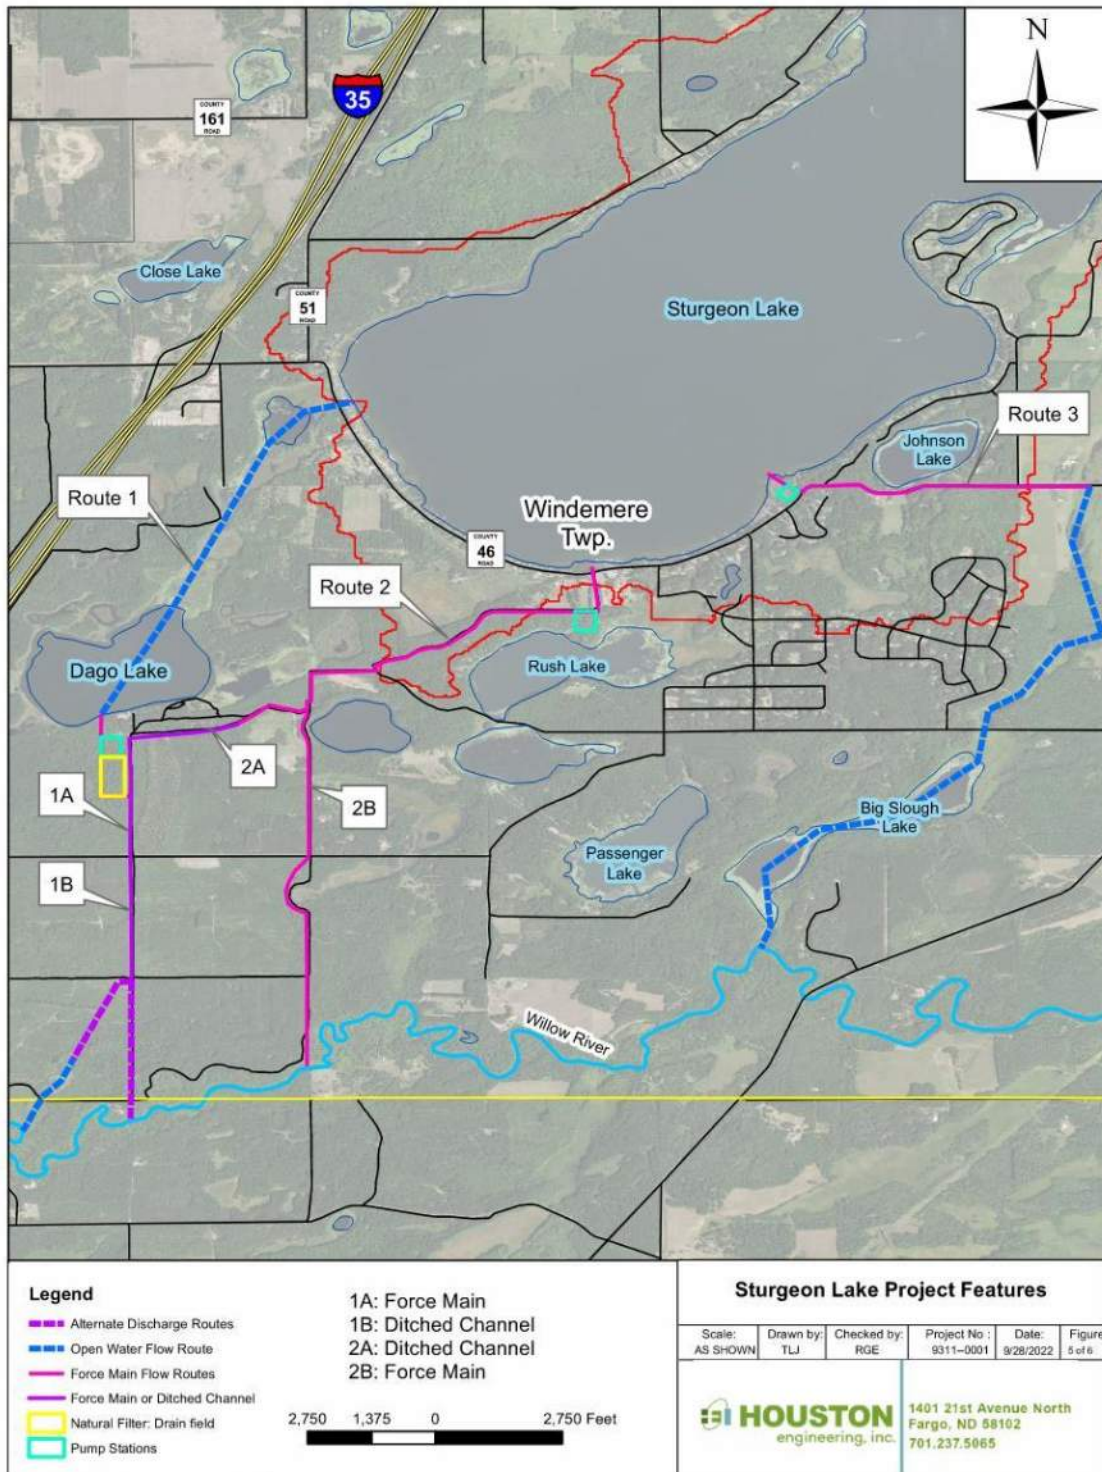 N
35
COUNTY
161
ROAD
Close Lake
COUNTY
51
ROAD
Sturgeon Lake
Route 3
Johnson
Lake
Route 1
Windemere
Twp.
COUNTY
46
ROAD
Route 2
Rush Lake
Dago Lake
2A
1A
2B
Big Slough
Lake
Passenger
Lake
1B
Willow River
Legend
Alternate Discharge Routes
Open Water Flow Route
Force Main Flow Routes
Force Main or Ditched Channel
Natural Filter: Drain field
Pump Stations
1A: Force Main
1B: Ditched Channel
2A: Ditched Channel
2B: Force Main
2,750 1,375 0 2,750 Feet
Sturgeon Lake Project Features
Scale: Drawn by: Checked by: Project No : Date: Figure
AS SHOWN TLJ RGE 9311-0001 9/28/2022 5 of 6
HOUSTON
engineering, inc.
1401 21st Avenue North
Fargo, ND 58102
701.237.5065